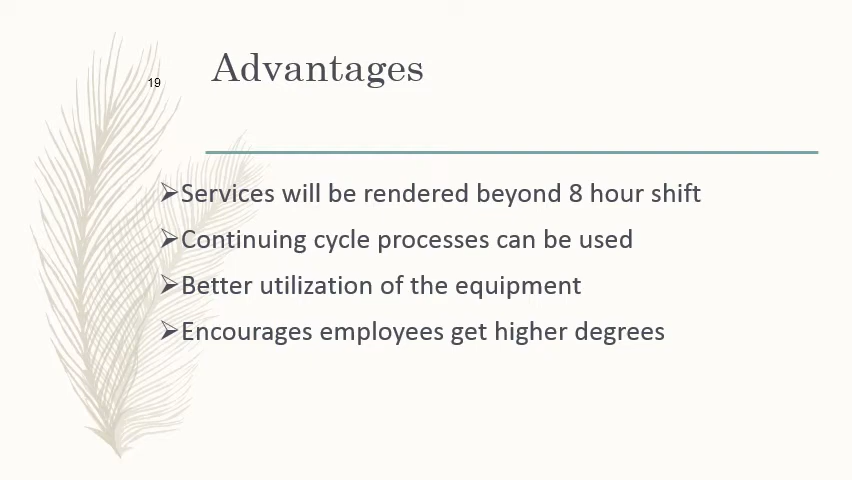 19
Advantages
➢Services will be rendered beyond 8 hour shift
➢Continuing cycle processes can be used
➢Better utilization of the equipment
➢Encourages employees get higher degrees